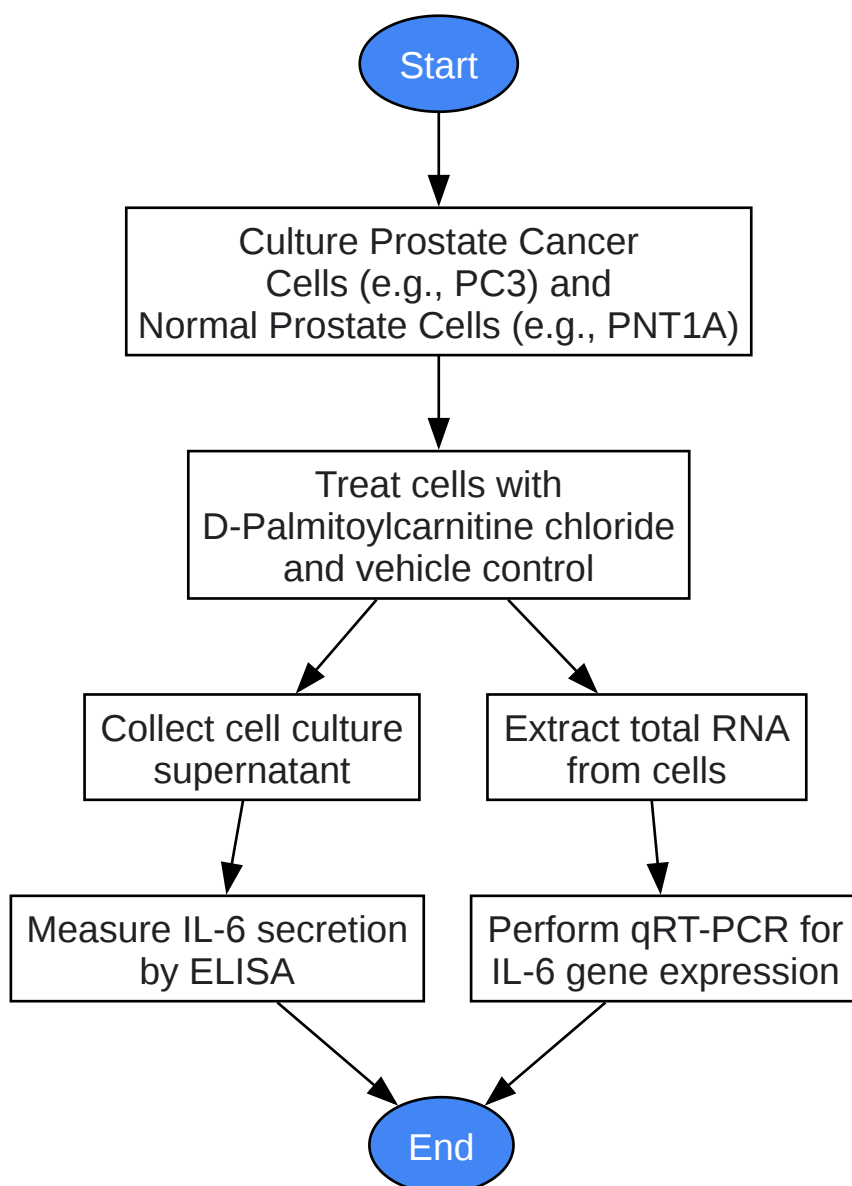 Start
Culture Prostate Cancer
Cells (e.g., PC3) and
Normal Prostate Cells (e.g., PNT1A)
Treat cells with
D-Palmitoylcarnitine chloride
and vehicle control
Collect cell culture
supernatant
Extract total RNA
from cells
Measure IL-6 secretion
by ELISA
Perform qRT-PCR for
IL-6 gene expression
End